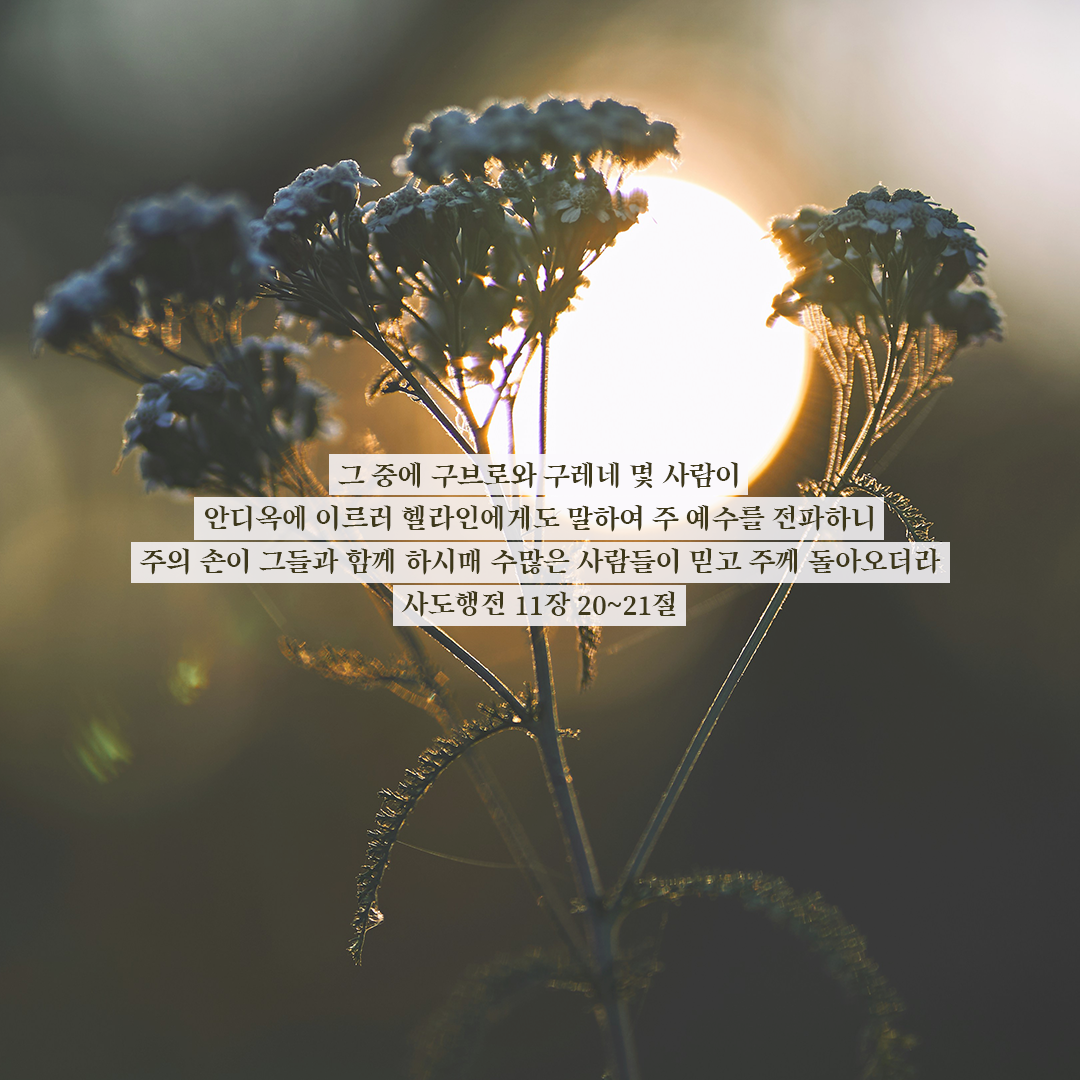 그 중에 구브로와 구레네 몇 사람이
안디옥에 이르러 헬라인에게도 말하여 주 예수를 전파하니
주의 손이 그들과 함께 하시매 수많은 사람들이 믿고 주께 돌아오더라
사도행전 11장 20~21절